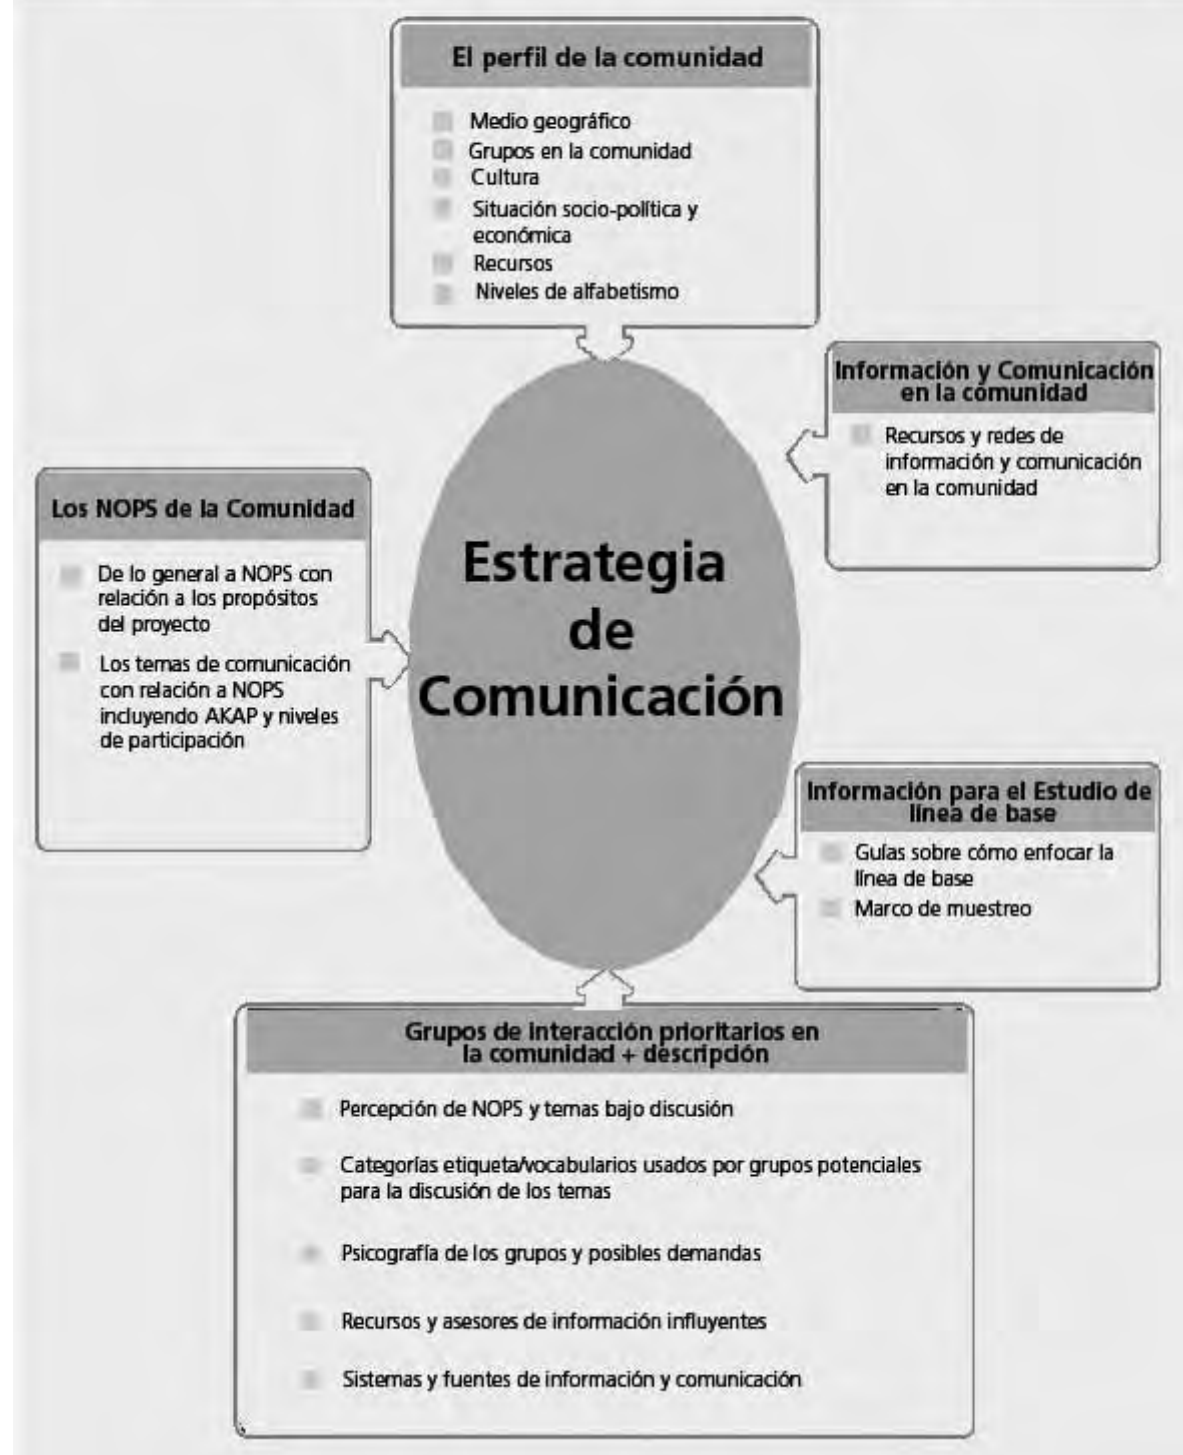 El perfil de la comunidad
Medio geográfico
Grupos en la comunidad
Cultura
Situación socio-política y
económica
Recursos
Niveles de alfabetismo
Información y Comunicación
en la comunidad
Recursos y redes de
información y comunicación
en la comunidad
Los NOPS de la Comunidad
De lo general a NOPS con
relación a los propósitos
del proyecto
Los temas de comunicación
con relación a NOPS
incluyendo AKAP y niveles
de participación
Estrategia
de
Comunicación
Información para el Estudio de
línea de base
Guías sobre cómo enfocar la
línea de base
Marco de muestreo
Grupos de interacción prioritarios en
la comunidad + descripción
Percepción de NOPS y temas bajo discusión
Categorías etiqueta/vocabularios usados por grupos potenciales
para la discusión de los temas
Psicografía de los grupos y posibles demandas
Recursos y asesores de información influyentes
Sistemas y fuentes de información y comunicación